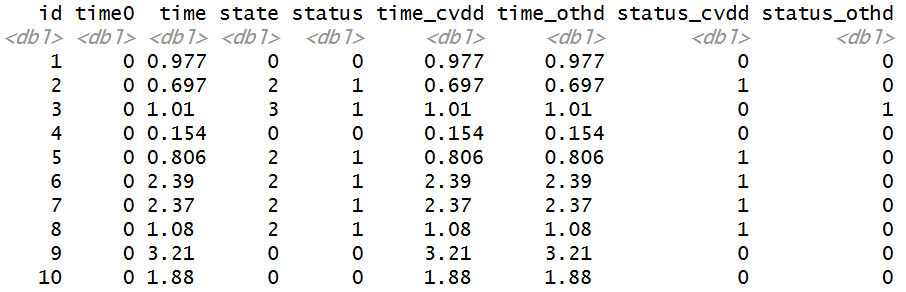 id time0 time state status time_cvdd time_othd status_cvdd status_othd
<dbl> <dbl> <dbl> <dbl> <dbl> <dbl> <dbl> <dbl> <dbl>
1 0 0.977 0 0 0.977 0.977 0 0
2 0 0.697 2 1 0.697 0.697 1 0
3 0 1.01 3 1 1.01 1.01 0 1
4 0 0.154 0 0 0.154 0.154 0 0
5 0 0.806 2 1 0.806 0.806 1 0
6 0 2.39 2 1 2.39 2.39 1 0
7 0 2.37 2 1 2.37 2.37 1 0
8 0 1.08 2 1 1.08 1.08 1 0
9 0 3.21 0 0 3.21 3.21 0 0
10 0 1.88 0 0 1.88 1.88 0 0